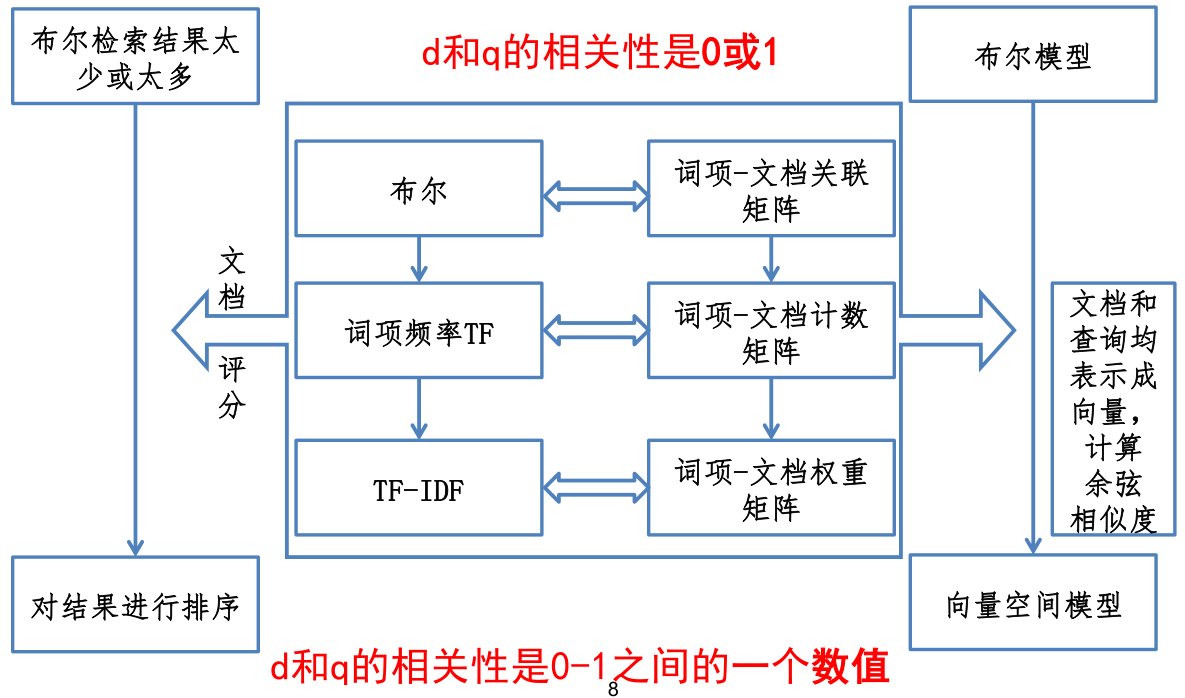 布尔检索结果太
少或太多
d和q的相关性是0或1
布尔模型
布尔
词项-文档关联
矩阵
文
档
评
分
词项频率TF
词项-文档计数
矩阵
文档和
查询均
表示成
向量，
计算
余弦
相似度
TF-IDF
词项-文档权重
矩阵
对结果进行排序
向量空间模型
d和q的相关性是0-1之间的一个数值
8